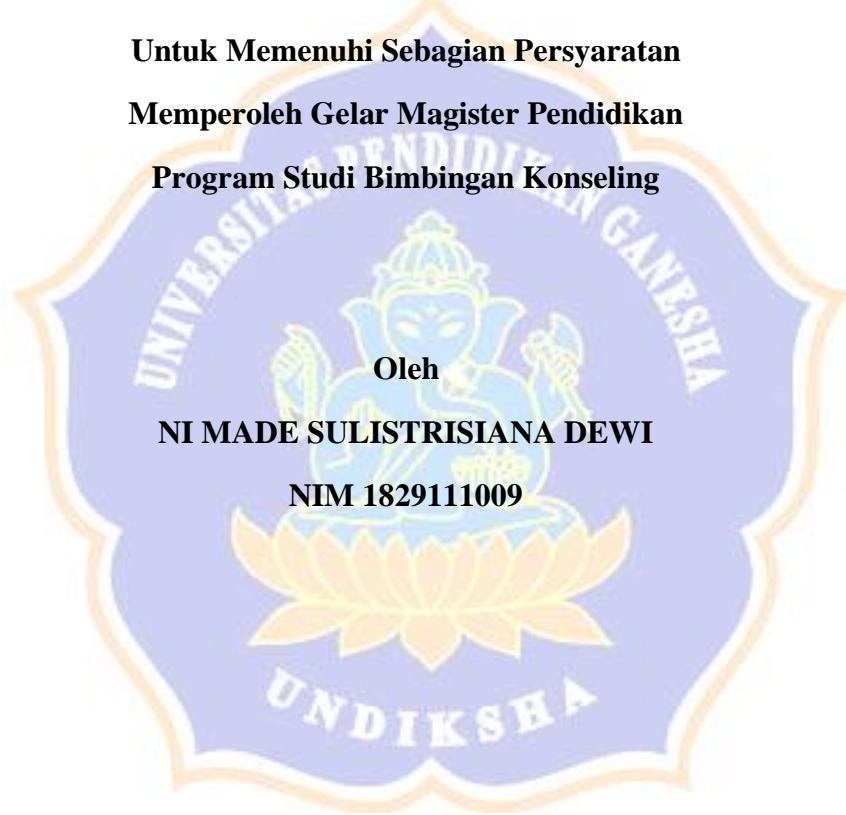 Untuk Memenuhi Sebagian Persyaratan
Memperoleh Gelar Magister Pendidikan
Program Studi Bimbingan Konseling
UNIVERSITAS PENDIDIKAN GANESHA
Oleh
NI MADE SULISTRISIANA DEWI
NIM 1829111009
UNDIKSHA